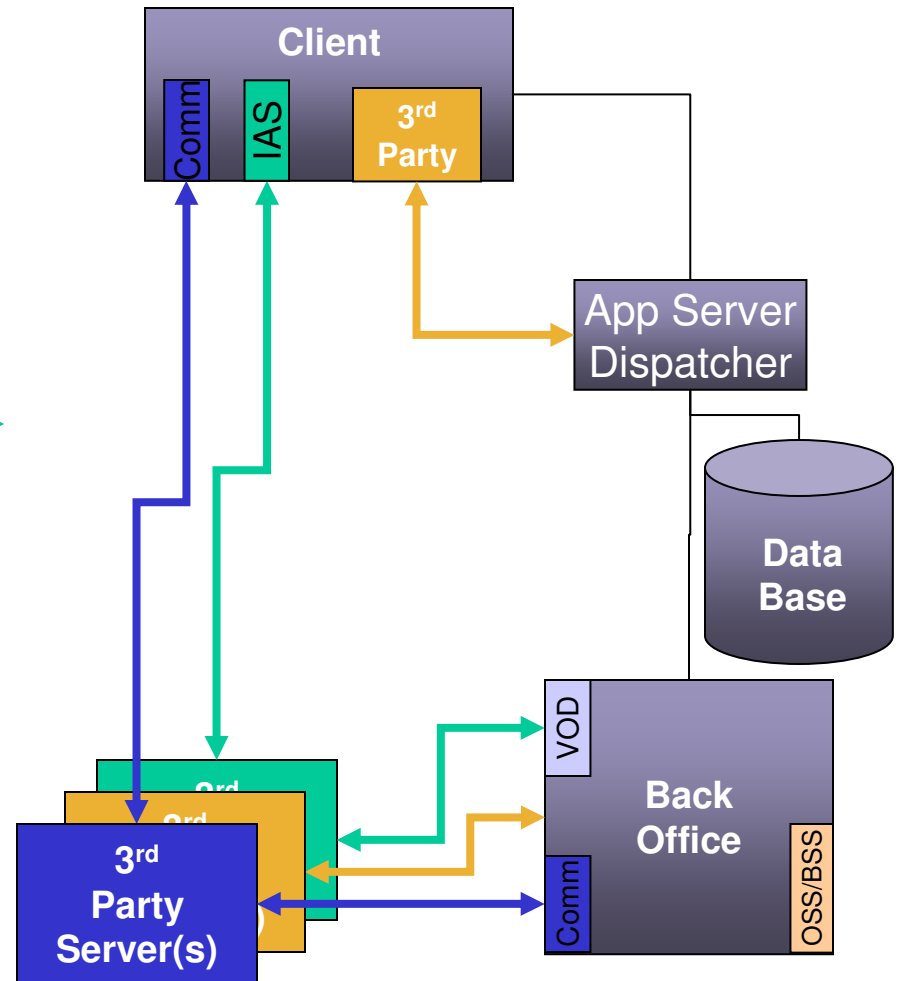 Client
Comm
IAS
3rd
Party
App Server
Dispatcher
Data
Base
VOD
Back
Office
Comm
OSS/BSS
3rd
Party
Server(s)
)